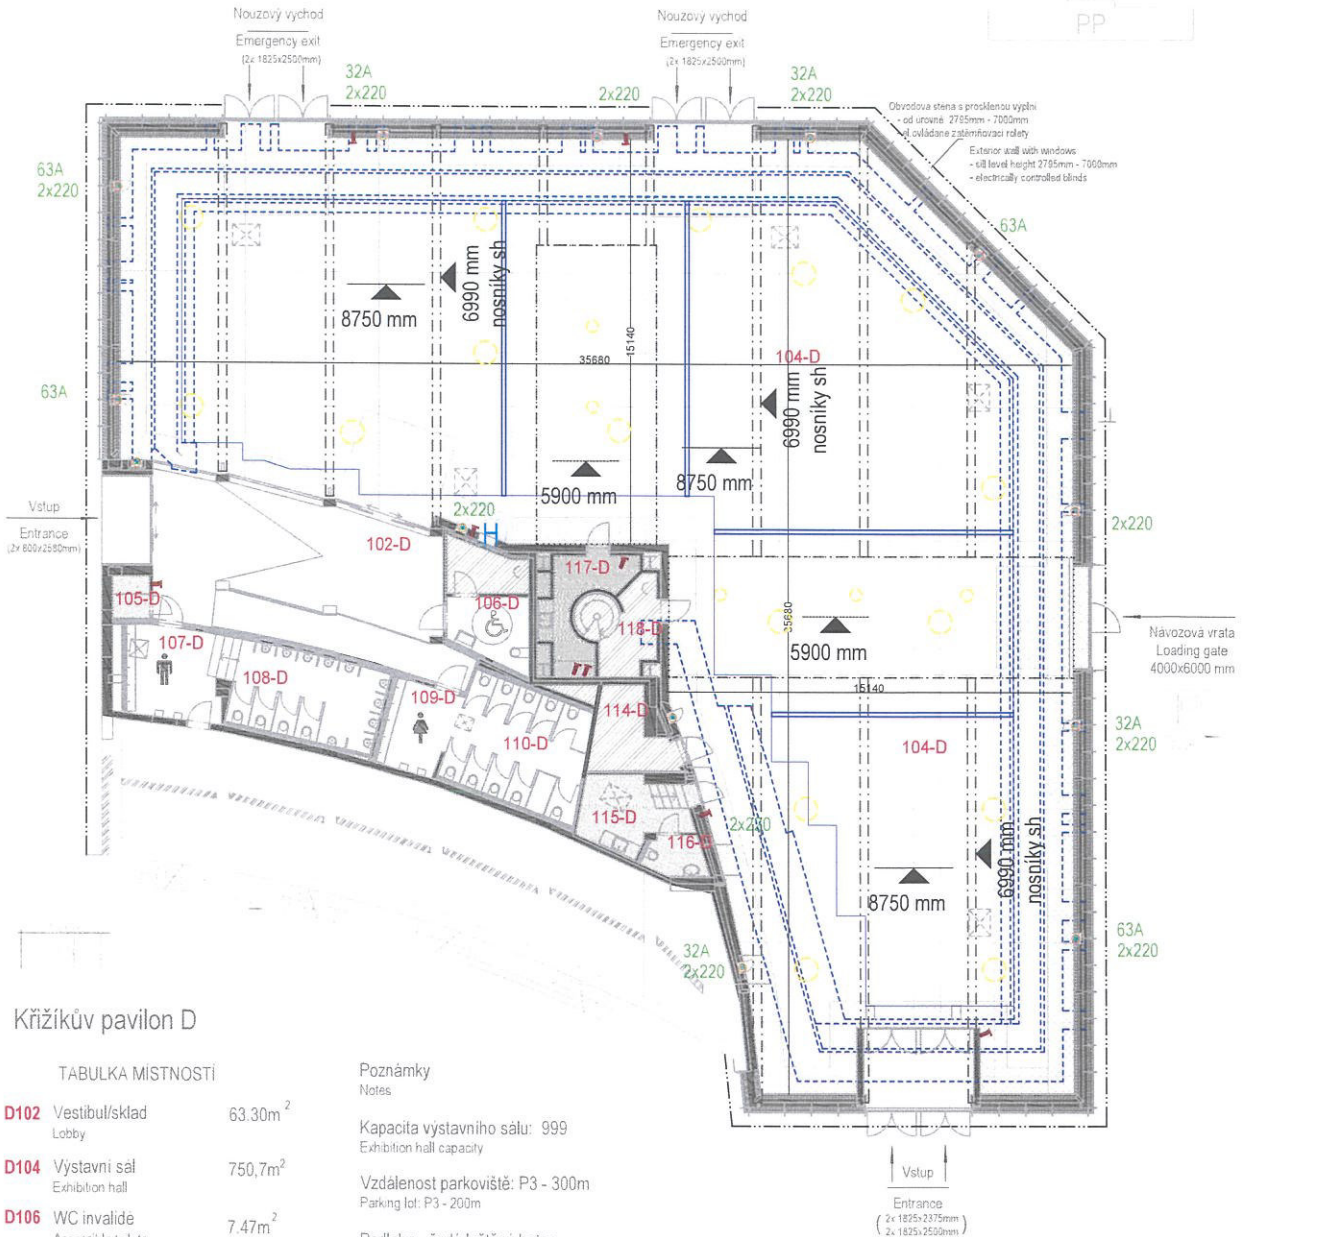 PP
Nouzový východ
Emergency exit
(2x 1825x2500mm)
Nouzový východ
Emergency exit
(2x 1825x2500mm)
32A
2x220
2x220
32A
2x220
Obvodova stena s prosklenou vyplni
- od urovně 2795mm - 7000mm
- el.ovládane zatěmňovaci rolety
Exterior wall with windows
- sill level height 2795mm - 7000mm
- electrically controlled blinds
63A
2x220
63A
8750 mm
6990 mm
nosníky sh
15140
35680
104-D
6990 mm
nosníky sh
63A
5900 mm
8750 mm
2x220
2x220
Vstup
Entrance
(2x 800x2580mm)
102-D
117-D
105-D
106-D
118-D
35680
5900 mm
Návozová vrata
Loading gate
4000x6000 mm
107-D
108-D
109-D
110-D
114-D
15140
104-D
32A
2x220
115-D
116-D
2x220
6990 mm
nosníky sh
8750 mm
32A
2x220
63A
2x220
Křižíkův pavilon D
TABULKA MÍSTNOSTÍ
D102 Vestibul/sklad 63.30m²
Lobby
D104 Výstavní sál 750,7m²
Exhibition hall
D106 WC invalidé 7.47m²
Poznámky
Notes
Kapacita výstavního sálu: 999
Exhibition hall capacity
Vzdálenost parkoviště: P3 - 300m
Parking lot: P3 - 200m
Vstup
Entrance
(2x 1825x2375mm)
2x 1825x2500mm